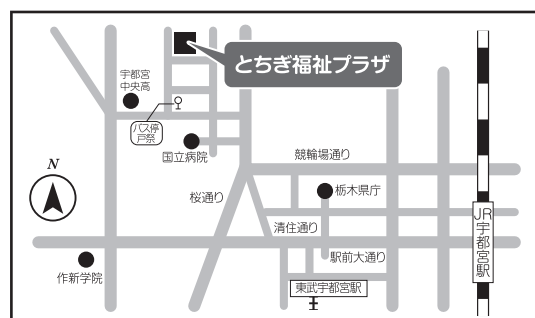 とちぎ福祉プラザ
宇都宮
中央高
バス停
戸祭
国立病院
競輪場通り
N
桜通り
栃木県庁
清住通り
JR宇都宮駅
駅前大通り
作新学院
東武宇都宮駅